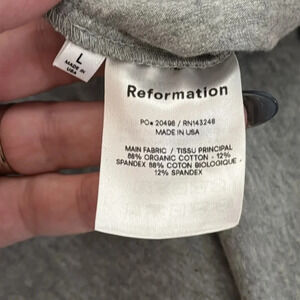 L
MADE IN
USA
Reformation
PO# 20498 / RN143248
MADE IN USA
MAIN FABRIC / TISSU PRINCIPAL
88% ORGANIC COTTON - 12%
SPANDEX 88% COTON BIOLOGIQUE -
12% SPANDEX